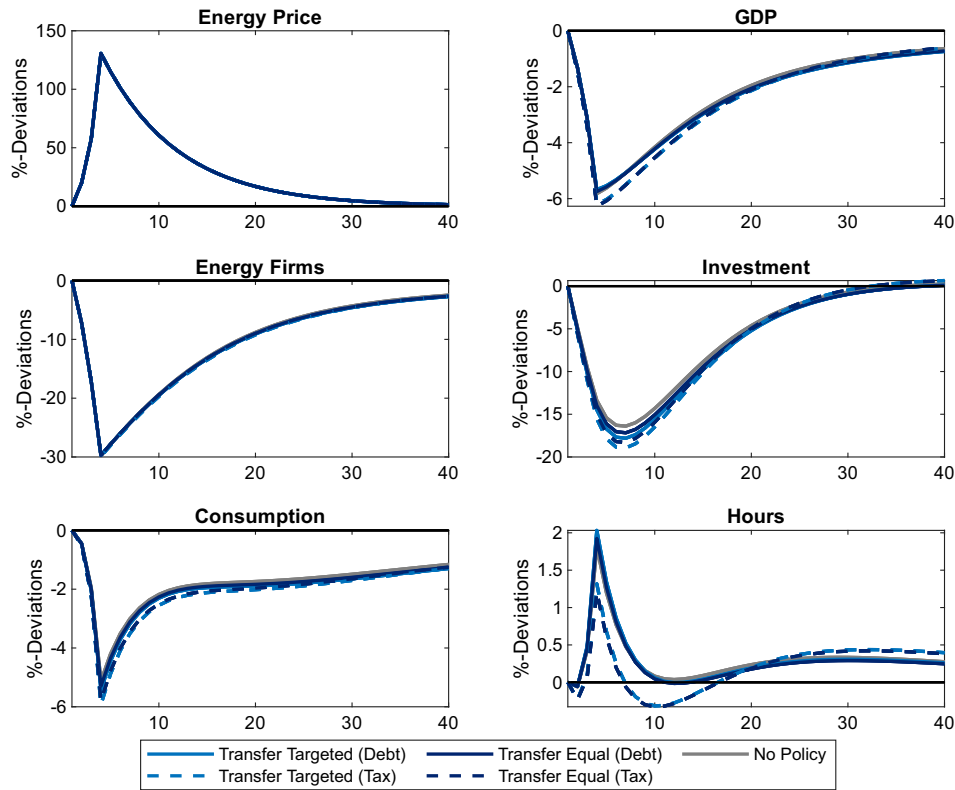 Energy Price
GDP
%-Deviations
150
100
50
0
10
20
30
40
%-Deviations
0
-2
-4
-6
10
20
30
40
Energy Firms
Investment
%-Deviations
0
-10
-20
-30
10
20
30
40
%-Deviations
0
-5
-10
-15
-20
10
20
30
40
Consumption
Hours
%-Deviations
0
-2
-4
-6
10
20
30
40
%-Deviations
2
1.5
1
0.5
0
10
20
30
40
Transfer Targeted (Debt)
Transfer Equal (Debt)
No Policy
Transfer Targeted (Tax)
Transfer Equal (Tax)